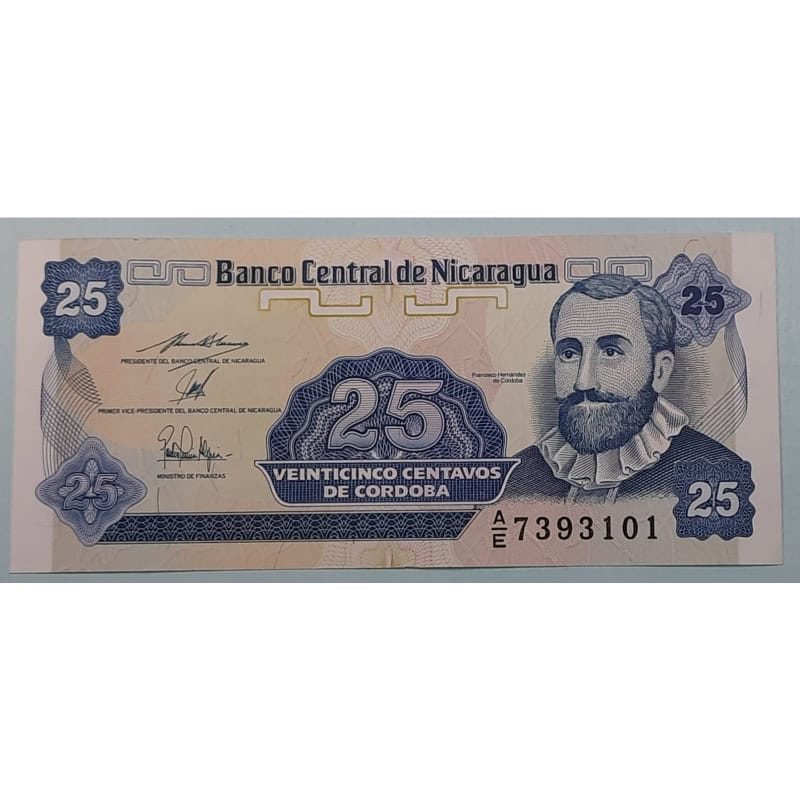 Banco Central de Nicaragua
25
25
PRESIDENTE DEL BANCO CENTRAL DE NICARAGUA
Francisco Hernández
de Córdoba
PRIMER VICE-PRESIDENTE DEL BANCO CENTRAL DE NICARAGUA
25
MINISTRO DE FINANZAS
VEINTICINCO CENTAVOS
DE CORDOBA
25
25
A/E 7393101